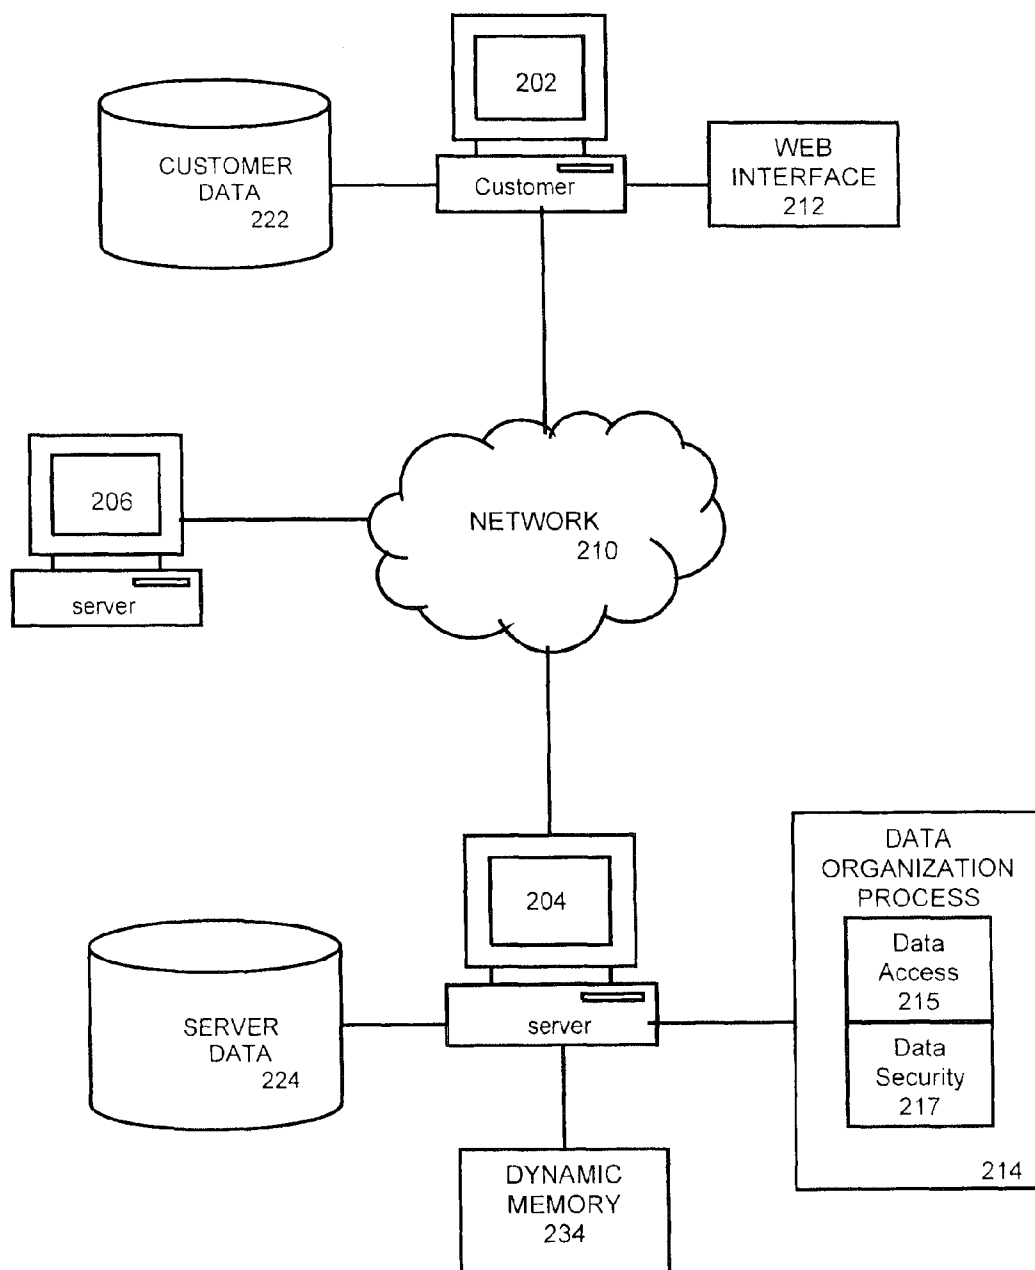 202
Customer
CUSTOMER
DATA
222
WEB
INTERFACE
212
206
server
NETWORK
210
204
server
SERVER
DATA
224
DATA
ORGANIZATION
PROCESS
Data
Access
215
Data
Security
217
214
DYNAMIC
MEMORY
234